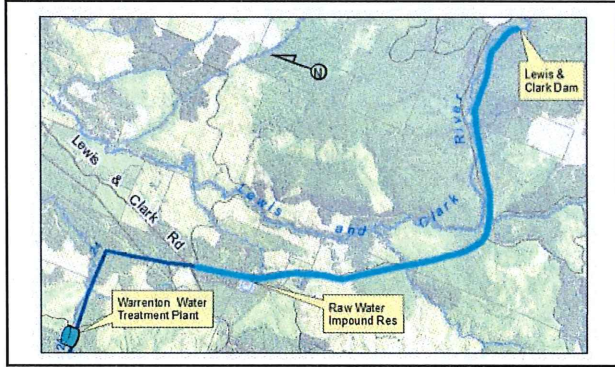 N
Lewis &
Clark Dam
River
Lewis & Clark Rd
Lewis and Clark
Warrenton Water
Treatment Plant
Raw Water
Impound Res